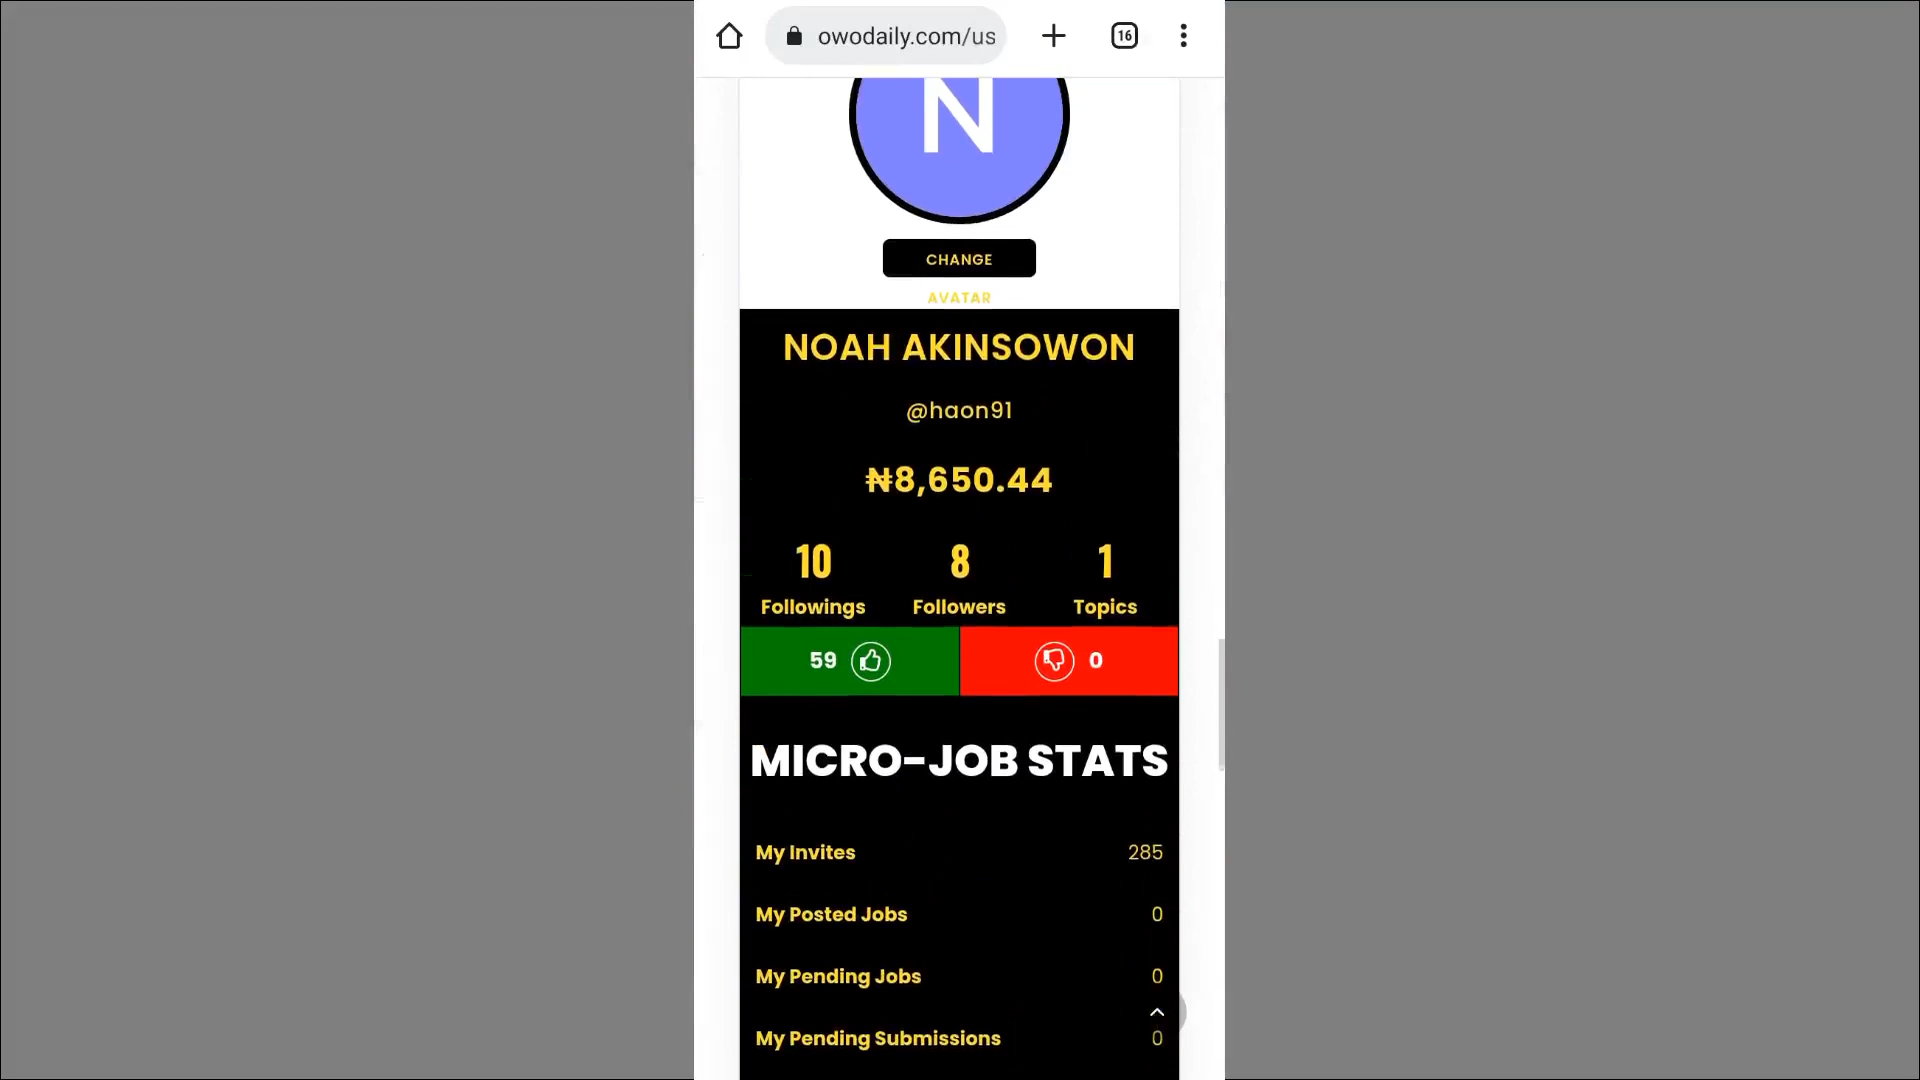 owodaily.com/us
16
N
CHANGE
AVATAR
NOAH AKINSOWON
@haon91
₦8,650.44
10 8 1
Followings Followers Topics
59 0
MICRO-JOB STATS
My Invites 285
My Posted Jobs 0
My Pending Jobs 0
My Pending Submissions 0